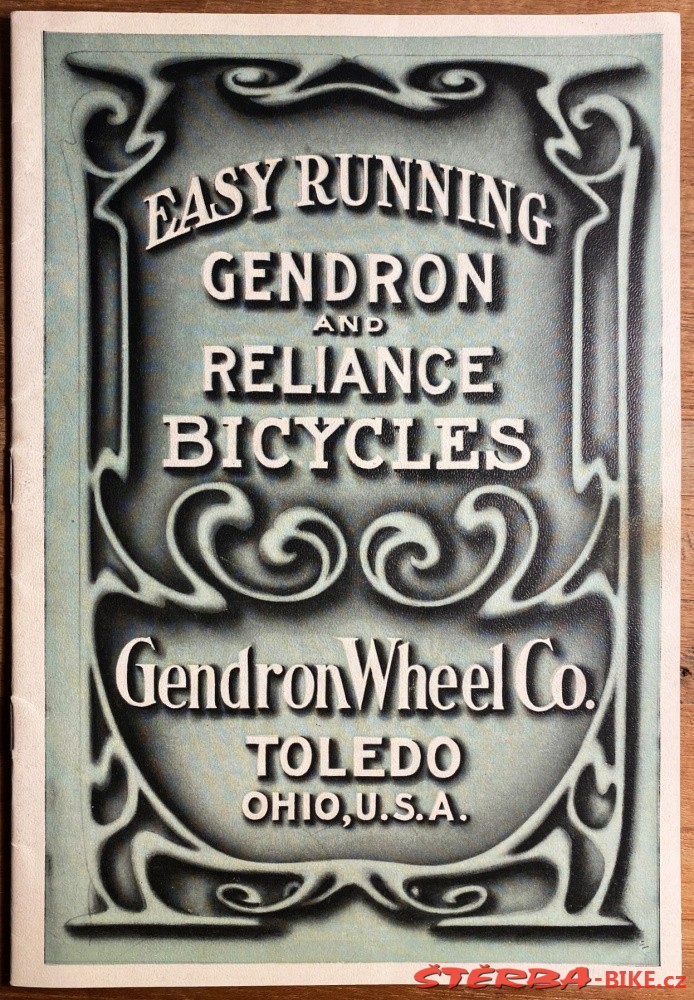 EASY RUNNING
GENDRON
AND
RELIANCE
BICYCLES
Gendron Wheel Co.
TOLEDO
OHIO, U.S.A.
ŠTĚRBA-BIKE.cz